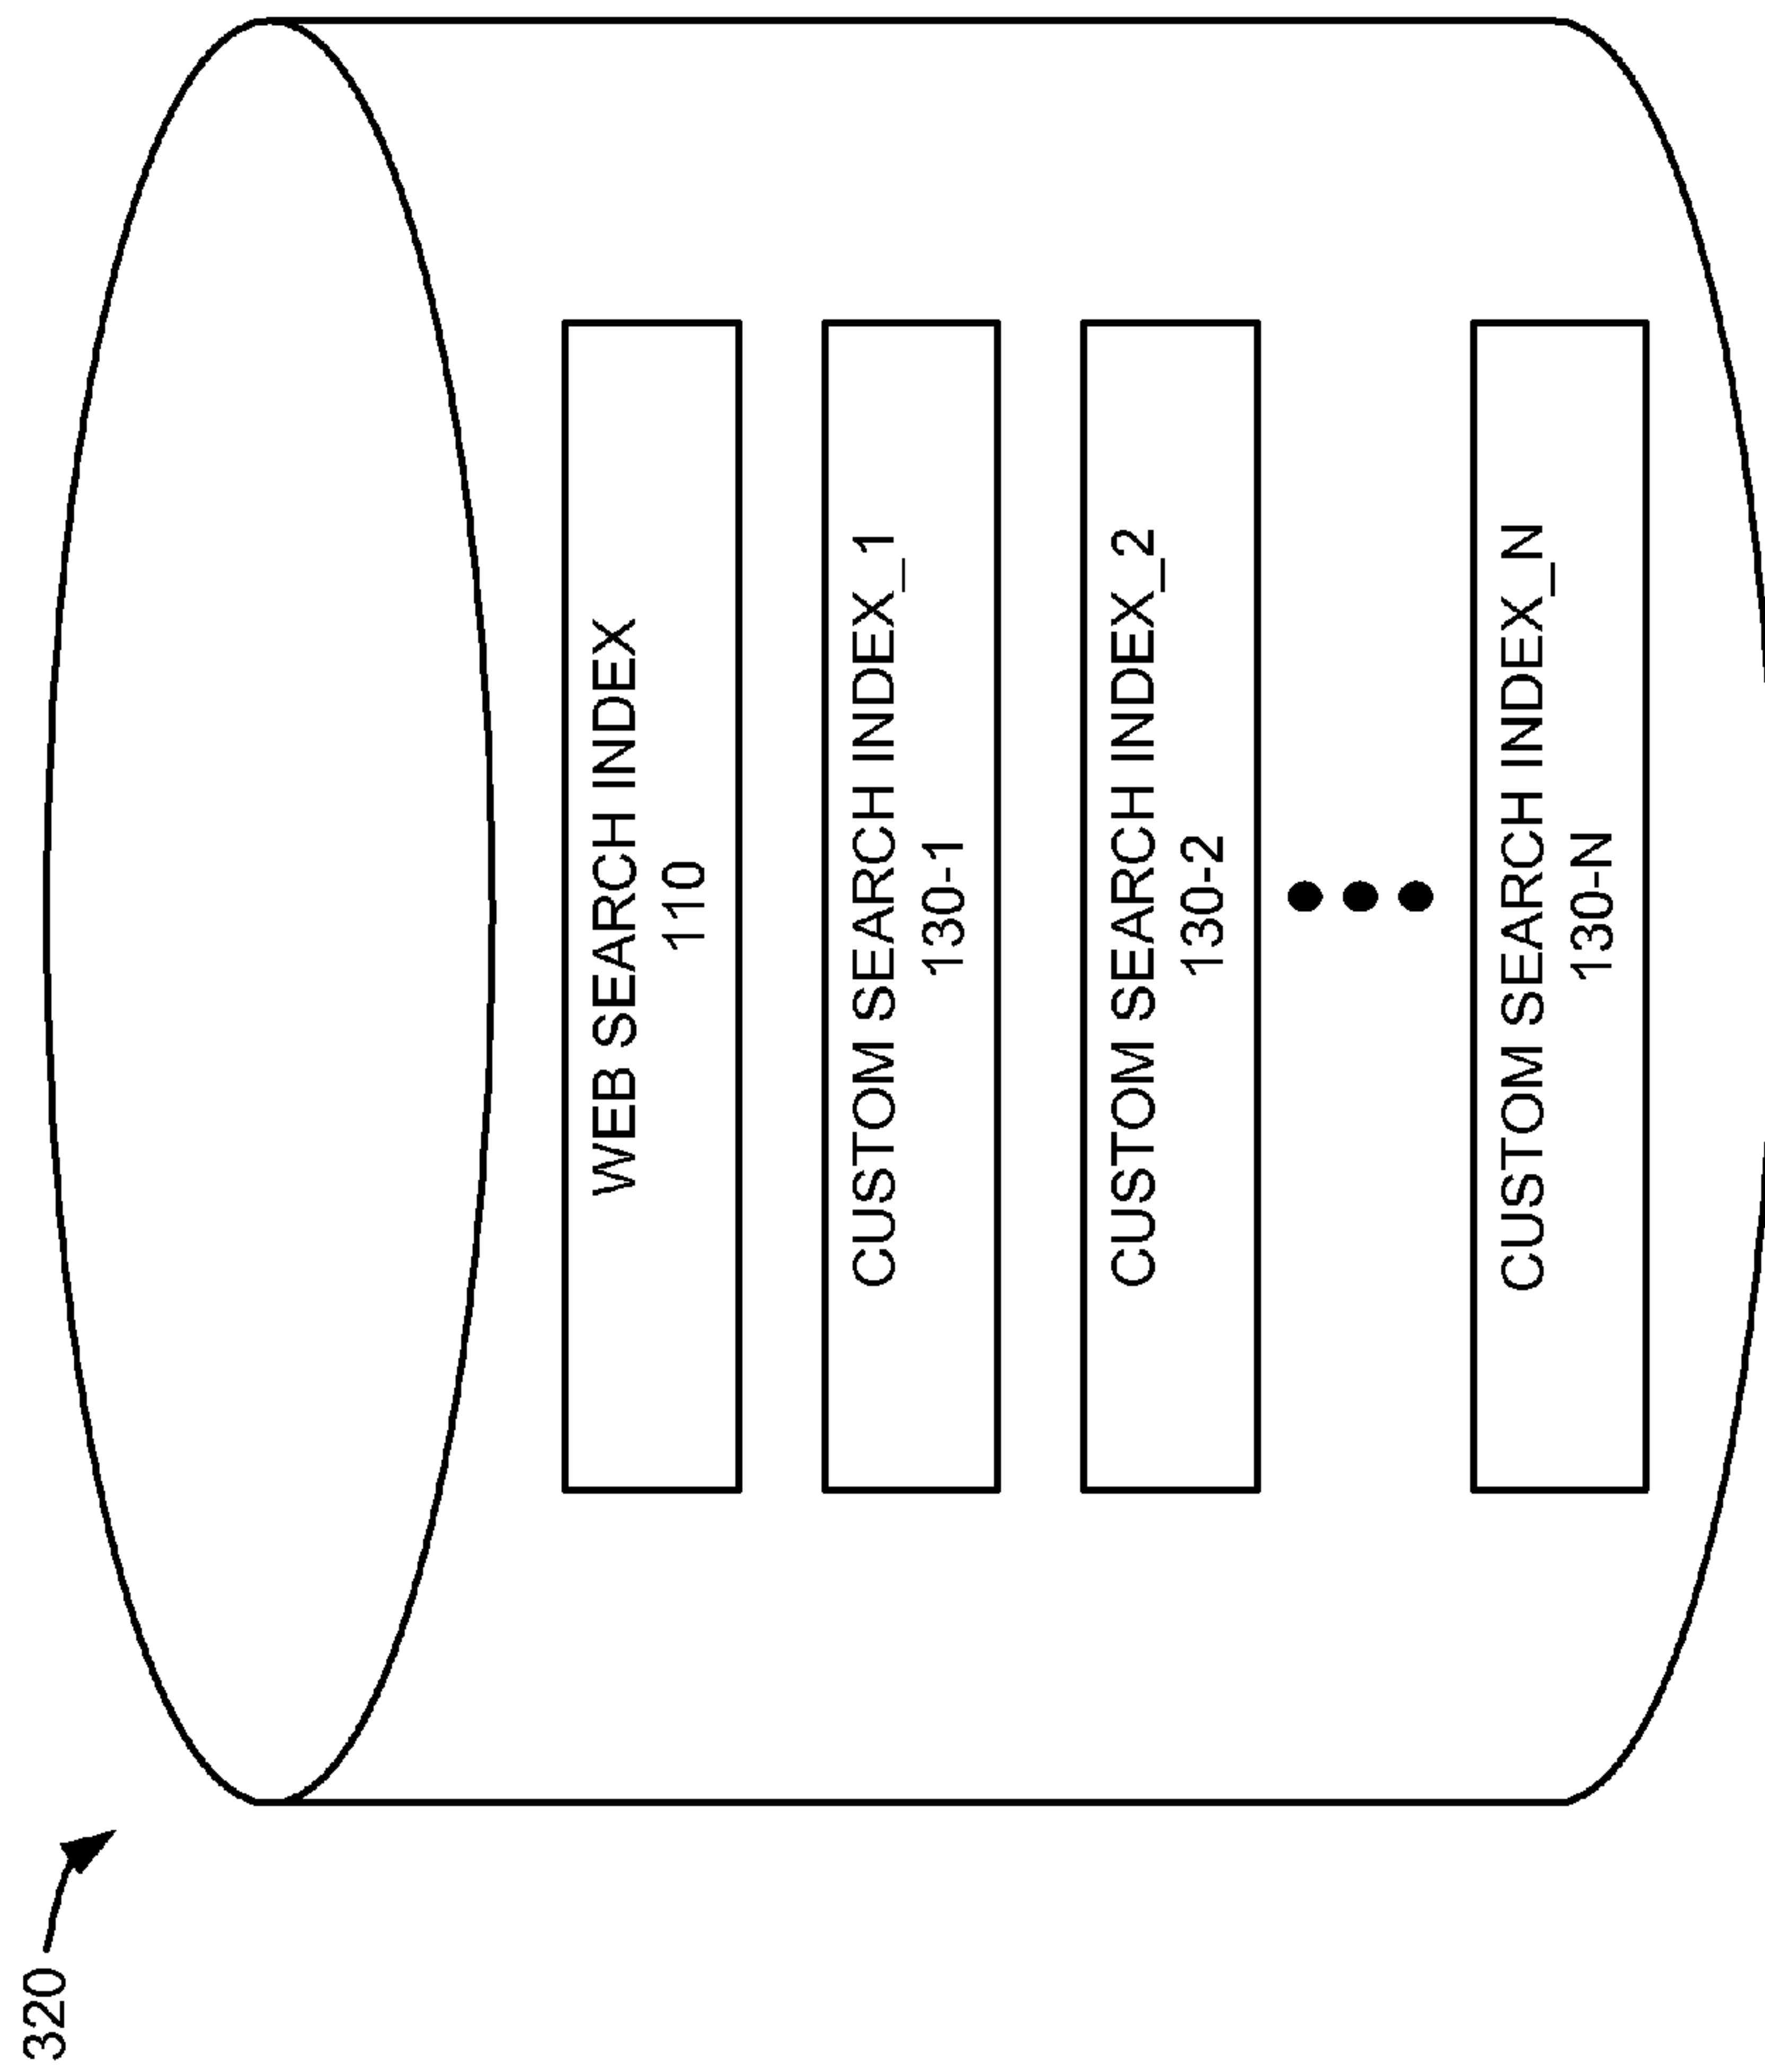 320
WEB SEARCH INDEX
110
CUSTOM SEARCH INDEX_1
130-1
CUSTOM SEARCH INDEX_2
130-2
CUSTOM SEARCH INDEX_N
130-N